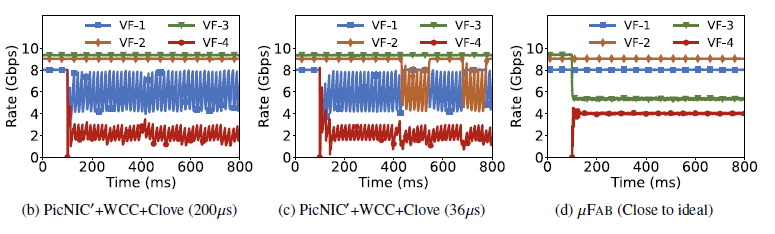 VF-1 VF-3
VF-2 VF-4
Rate (Gbps)
10
8
6
4
2
0
0 200 400 600 800
Time (ms)
(b) PicNIC′+WCC+Clove (200μs)
VF-1 VF-3
VF-2 VF-4
Rate (Gbps)
10
8
6
4
2
0
0 200 400 600 800
Time (ms)
(c) PicNIC′+WCC+Clove (36μs)
VF-1 VF-3
VF-2 VF-4
Rate (Gbps)
10
8
6
4
2
0
0 200 400 600 800
Time (ms)
(d) μFAB (Close to ideal)